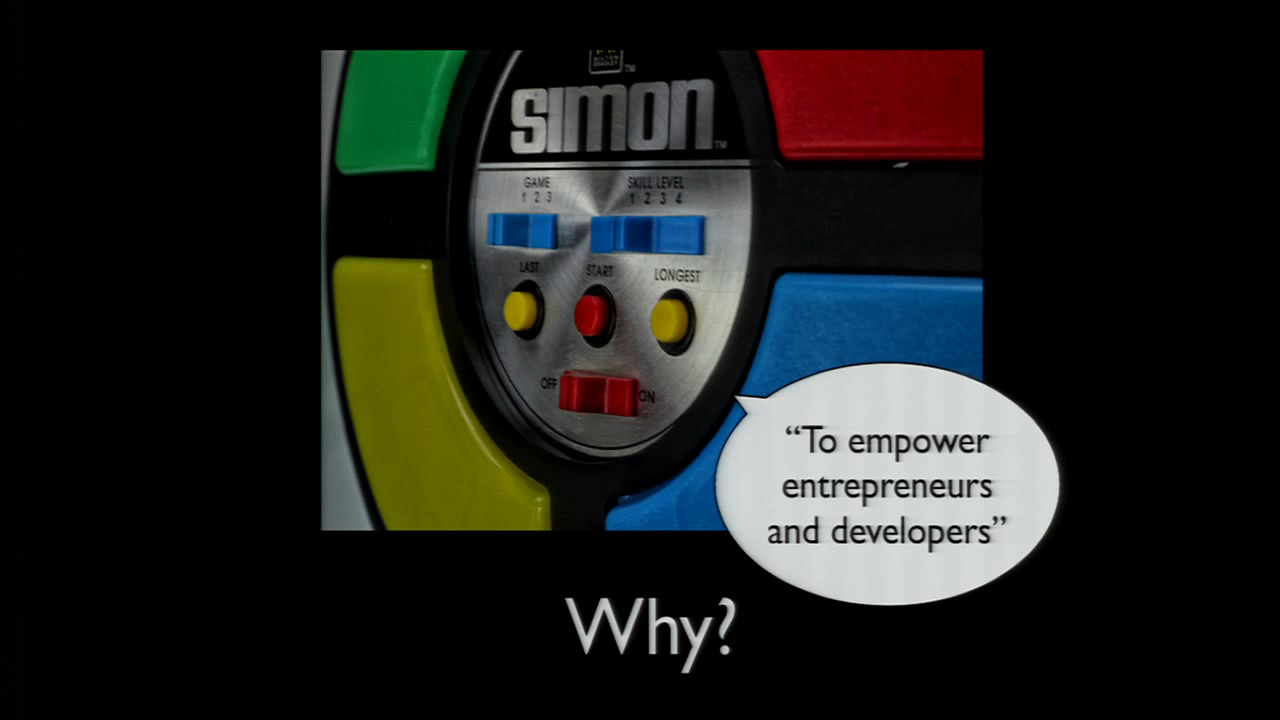 simon™
GAME
1 2 3
SKILL LEVEL
1 2 3 4
LAST
START
LONGEST
OFF
ON
“To empower
entrepreneurs
and developers”
Why?